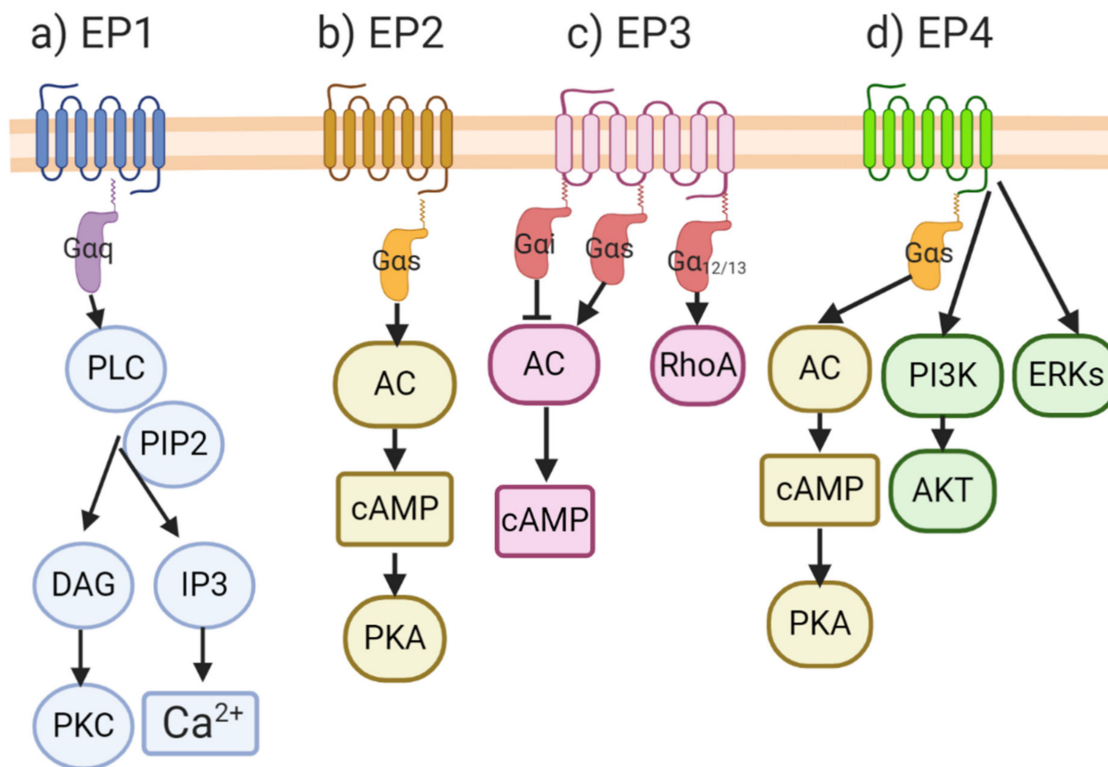 a) EP1
b) EP2
c) EP3
d) EP4
Gαq
Gαs
Gαi
Gαs
Gα12/13
Gαs
PLC
PIP2
DAG
IP3
PKC
Ca2+
AC
cAMP
PKA
AC
RhoA
cAMP
AC
PI3K
ERKs
cAMP
AKT
PKA